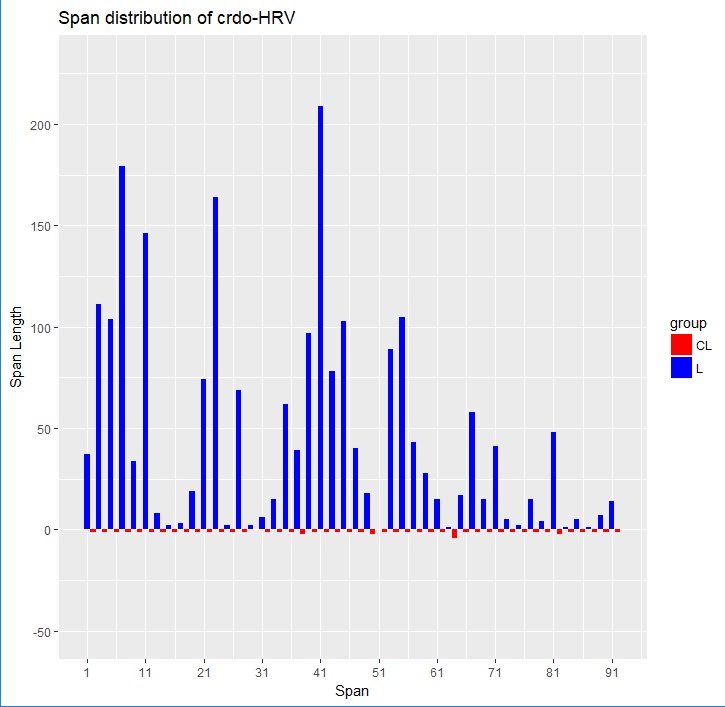 Span distribution of crdo-HRV
200
150
100
50
0
-50
Span Length
1 11 21 31 41 51 61 71 81 91
Span
group
CL
L